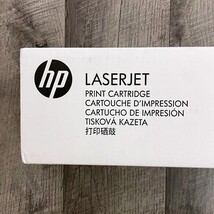 hp
LASERJET
PRINT CARTRIDGE
CARTOUCHE D'IMPRESSION
CARTUCHO DE IMPRESIÓN
TISKOVÁ KAZETA
打印硒鼓